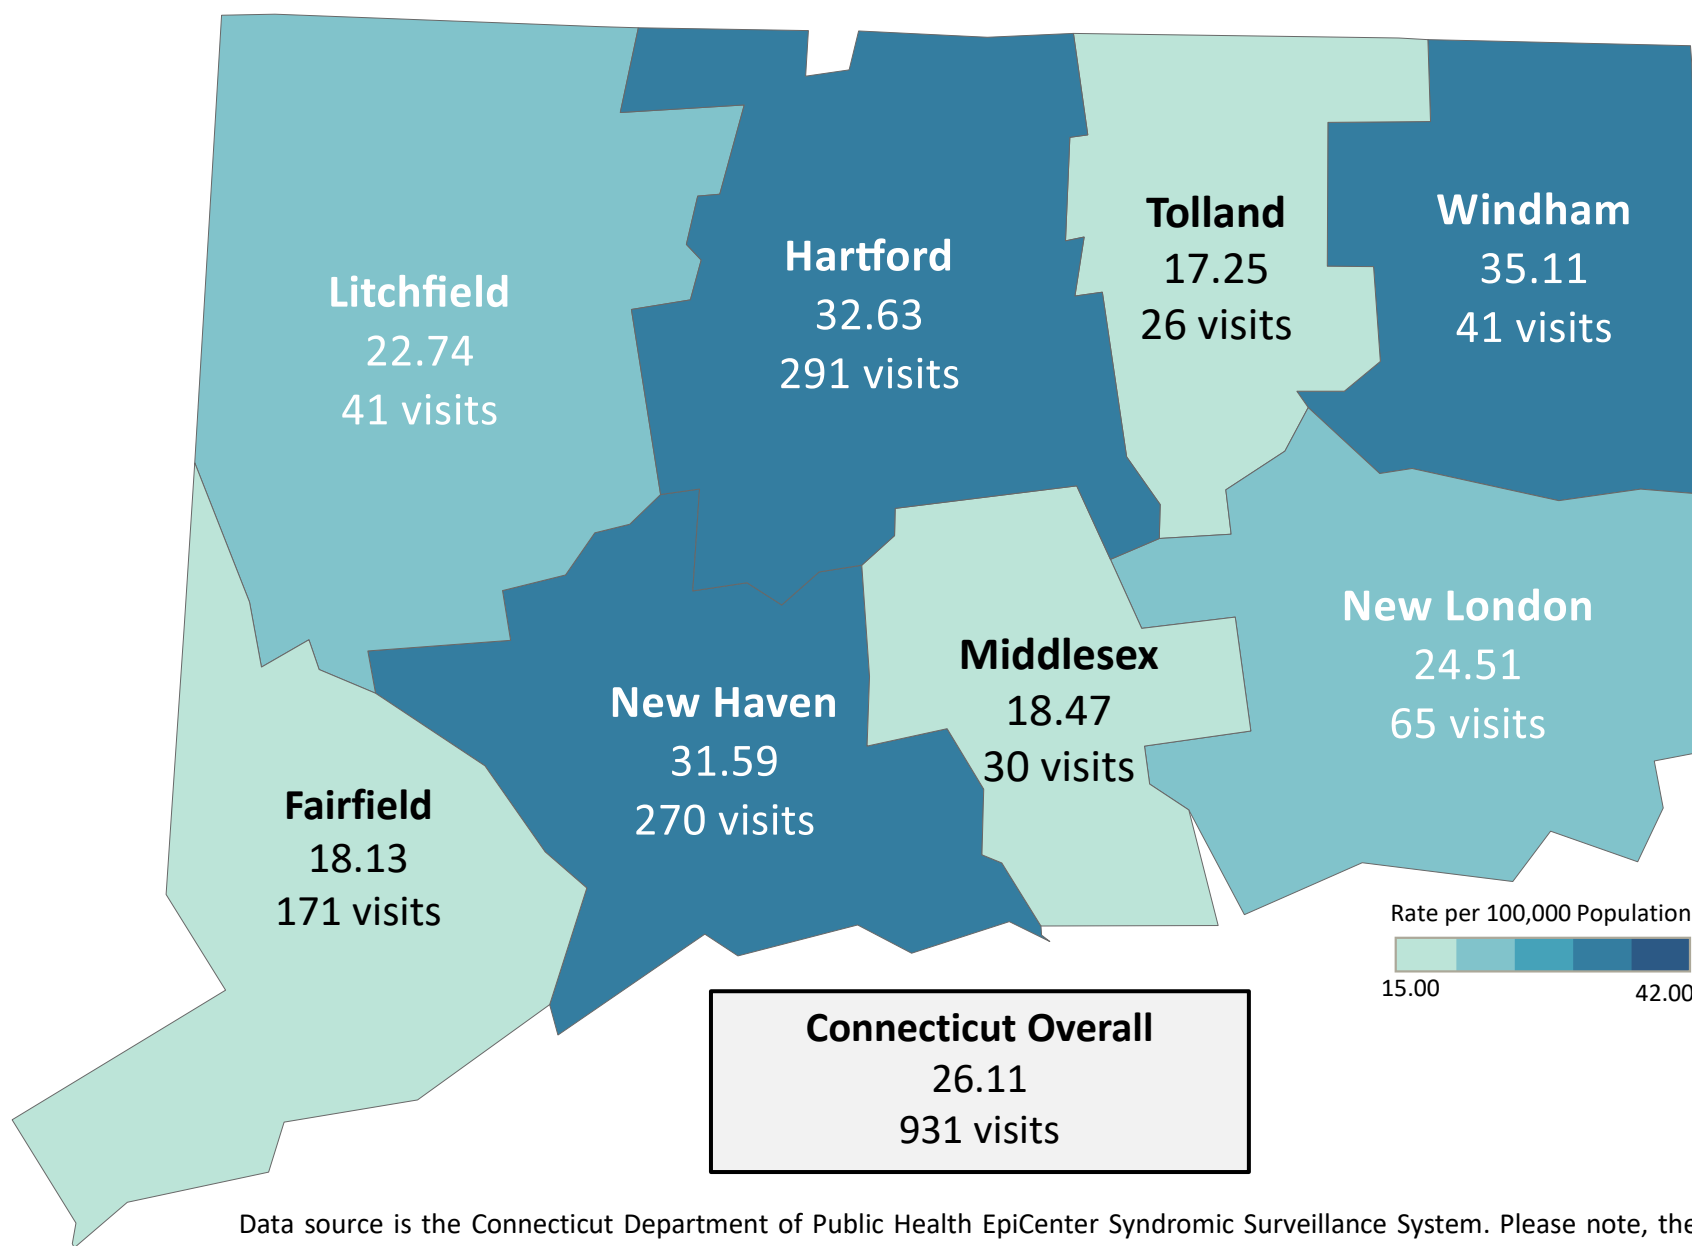 Litchfield
22.74
41 visits
Hartford
32.63
291 visits
Tolland
17.25
26 visits
Windham
35.11
41 visits
Fairfield
18.13
171 visits
New Haven
31.59
270 visits
Middlesex
18.47
30 visits
New London
24.51
65 visits
Rate per 100,000 Population
15.00
42.00
Connecticut Overall
26.11
931 visits
Data source is the Connecticut Department of Public Health EpiCenter Syndromic Surveillance System. Please note, the